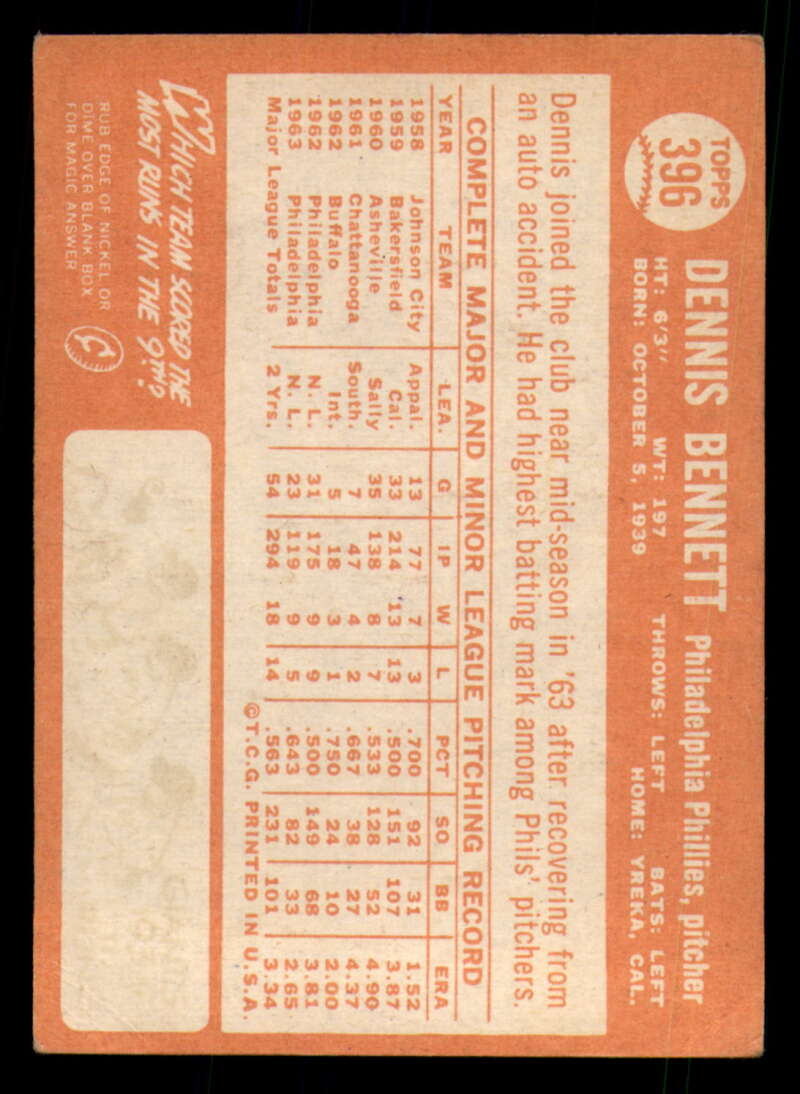 TOPPS
396
DENNIS BENNETT Philadelphia Phillies, pitcher
HT: 6'3" WT: 197 THROWS: LEFT BATS: LEFT
BORN: OCTOBER 5, 1939 HOME: YREKA, CAL.
Dennis joined the club near mid-season in '63 after recovering from
an auto accident. He had highest batting mark among Phils' pitchers.
COMPLETE MAJOR AND MINOR LEAGUE PITCHING RECORD
YEAR TEAM LEA. G IP W L PCT SO BB ERA
1958 Johnson City Appal. 13 77 7 3 .700 92 31 1.52
1959 Bakersfield Cal. 33 214 13 13 .500 151 107 3.87
1960 Asheville Sally 35 138 8 7 .533 128 52 4.90
1961 Chattanooga South. 7 47 4 2 .667 38 27 4.37
1962 Buffalo Int. 5 18 3 1 .750 24 10 2.00
1962 Philadelphia N. L. 31 175 9 9 .500 149 68 3.81
1963 Philadelphia N. L. 23 119 9 5 .643 82 33 2.65
Major League Totals 2 Yrs. 54 294 18 14 .563 231 101 3.34
©T.C.G. PRINTED IN U.S.A.
WHICH TEAM SCORED THE
MOST RUNS IN THE 9TH?
RUB EDGE OF NICKEL OR
DIME OVER BLANK BOX
FOR MAGIC ANSWER